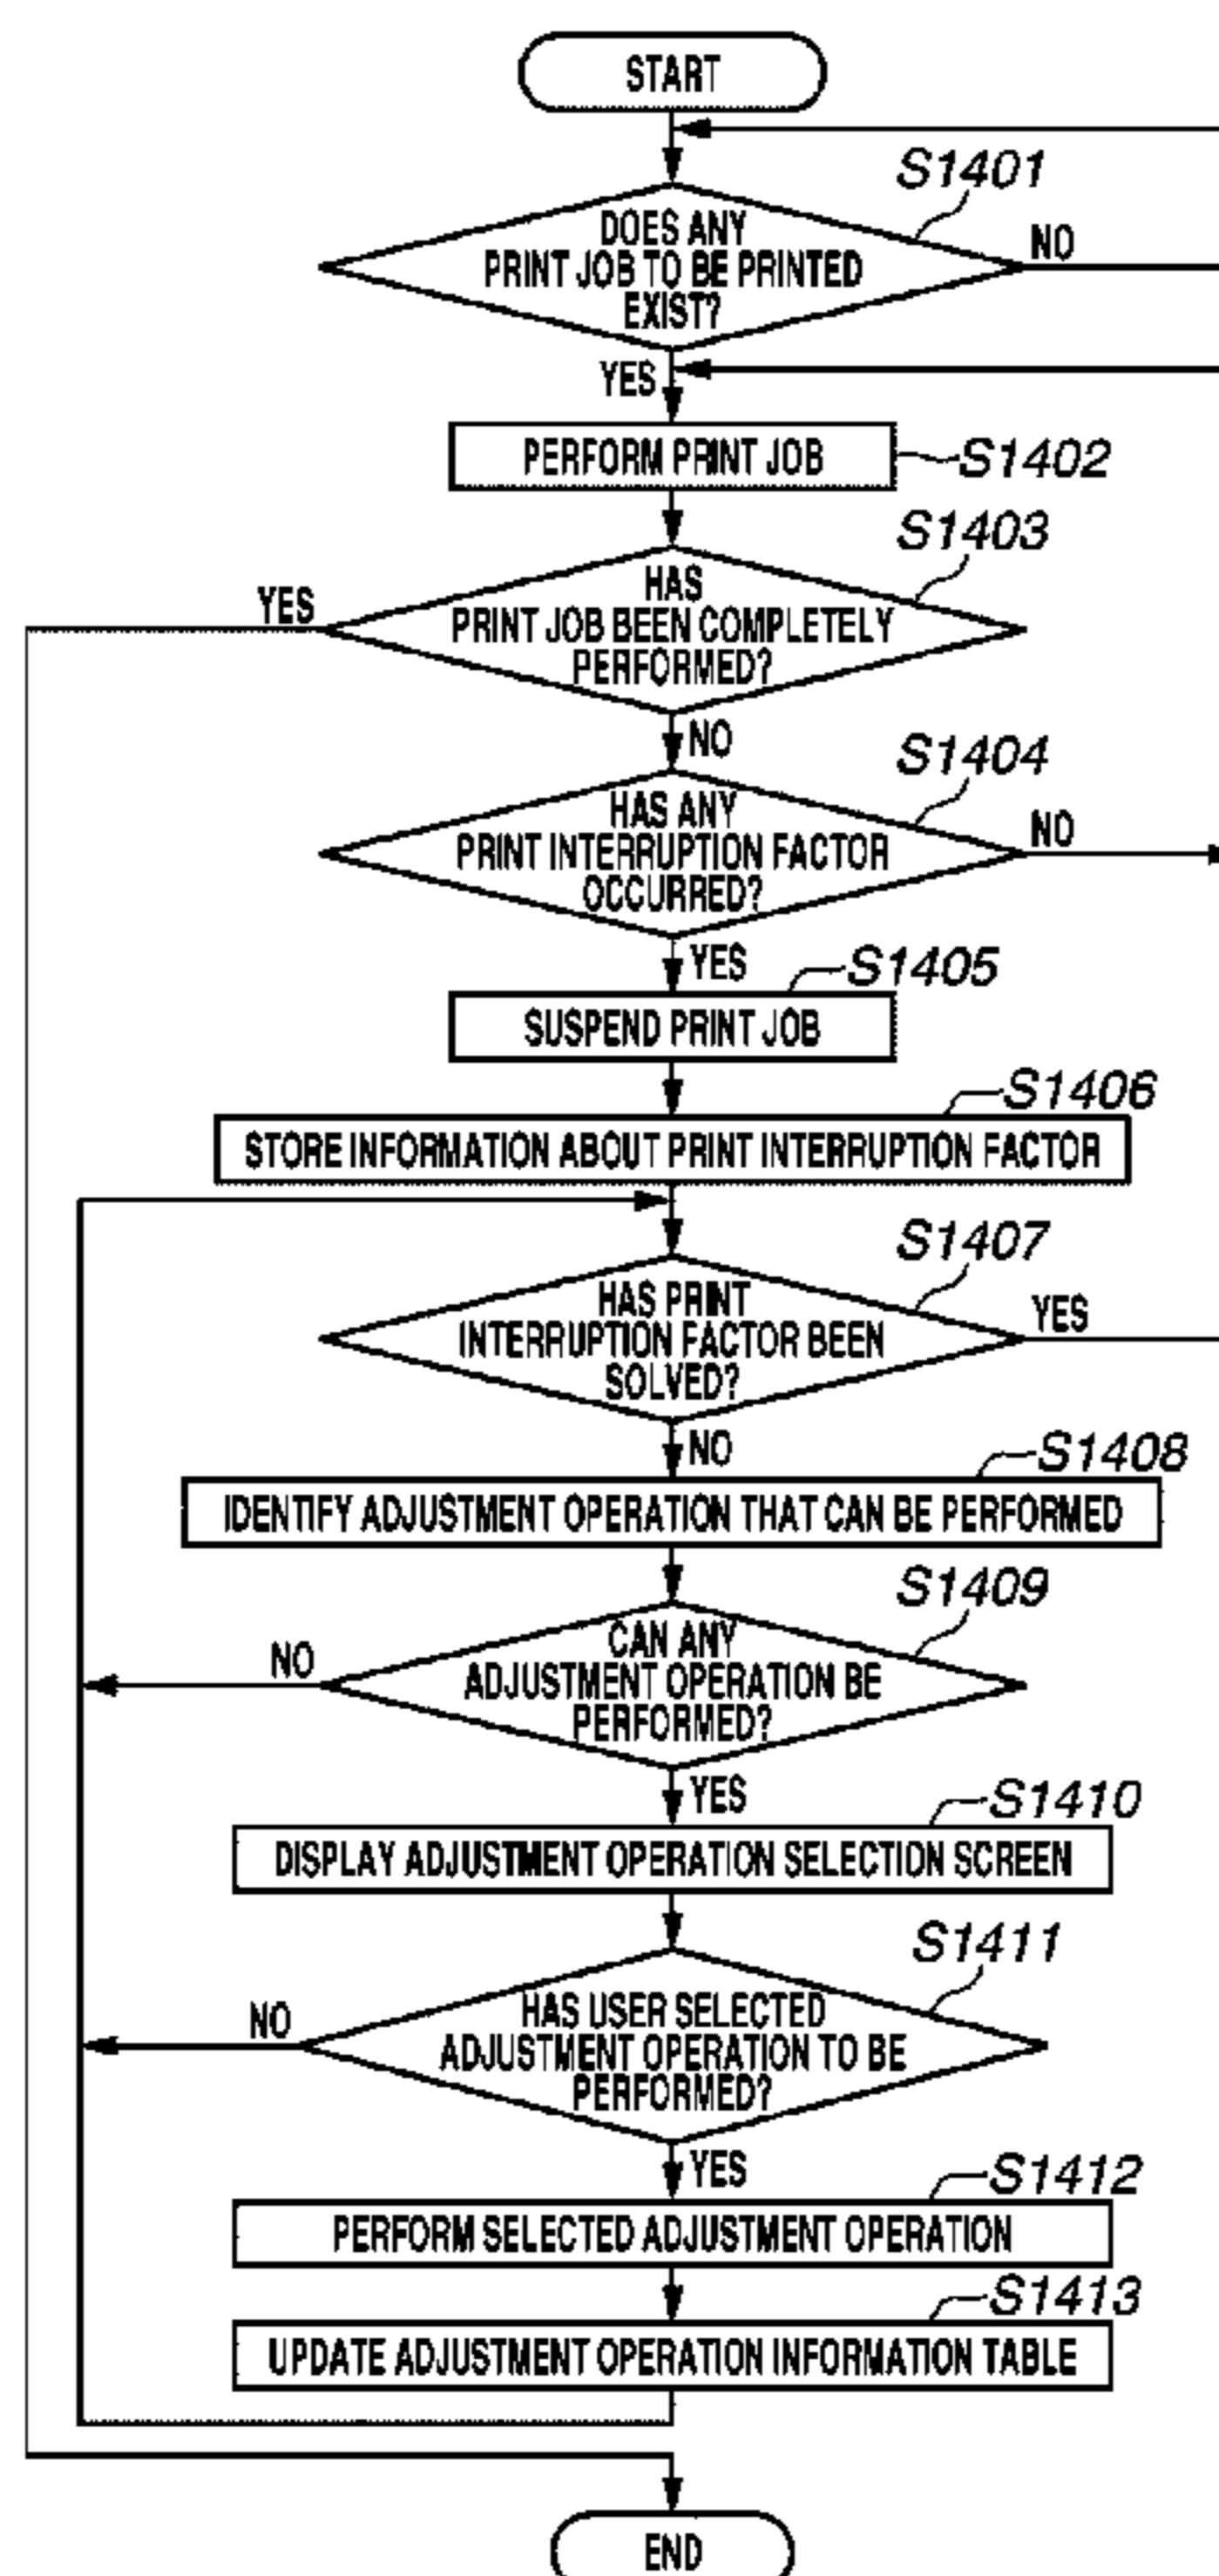 START
S1401
DOES ANY
PRINT JOB TO BE PRINTED
EXIST?
NO
YES
PERFORM PRINT JOB
S1402
S1403
HAS
PRINT JOB BEEN COMPLETELY
PERFORMED?
YES
NO
S1404
HAS ANY
PRINT INTERRUPTION FACTOR
OCCURRED?
NO
YES
S1405
SUSPEND PRINT JOB
S1406
STORE INFORMATION ABOUT PRINT INTERRUPTION FACTOR
S1407
HAS PRINT
INTERRUPTION FACTOR BEEN
SOLVED?
YES
NO
S1408
IDENTIFY ADJUSTMENT OPERATION THAT CAN BE PERFORMED
S1409
CAN ANY
ADJUSTMENT OPERATION BE
PERFORMED?
NO
YES
S1410
DISPLAY ADJUSTMENT OPERATION SELECTION SCREEN
S1411
HAS USER SELECTED
ADJUSTMENT OPERATION TO BE
PERFORMED?
NO
YES
S1412
PERFORM SELECTED ADJUSTMENT OPERATION
S1413
UPDATE ADJUSTMENT OPERATION INFORMATION TABLE
END